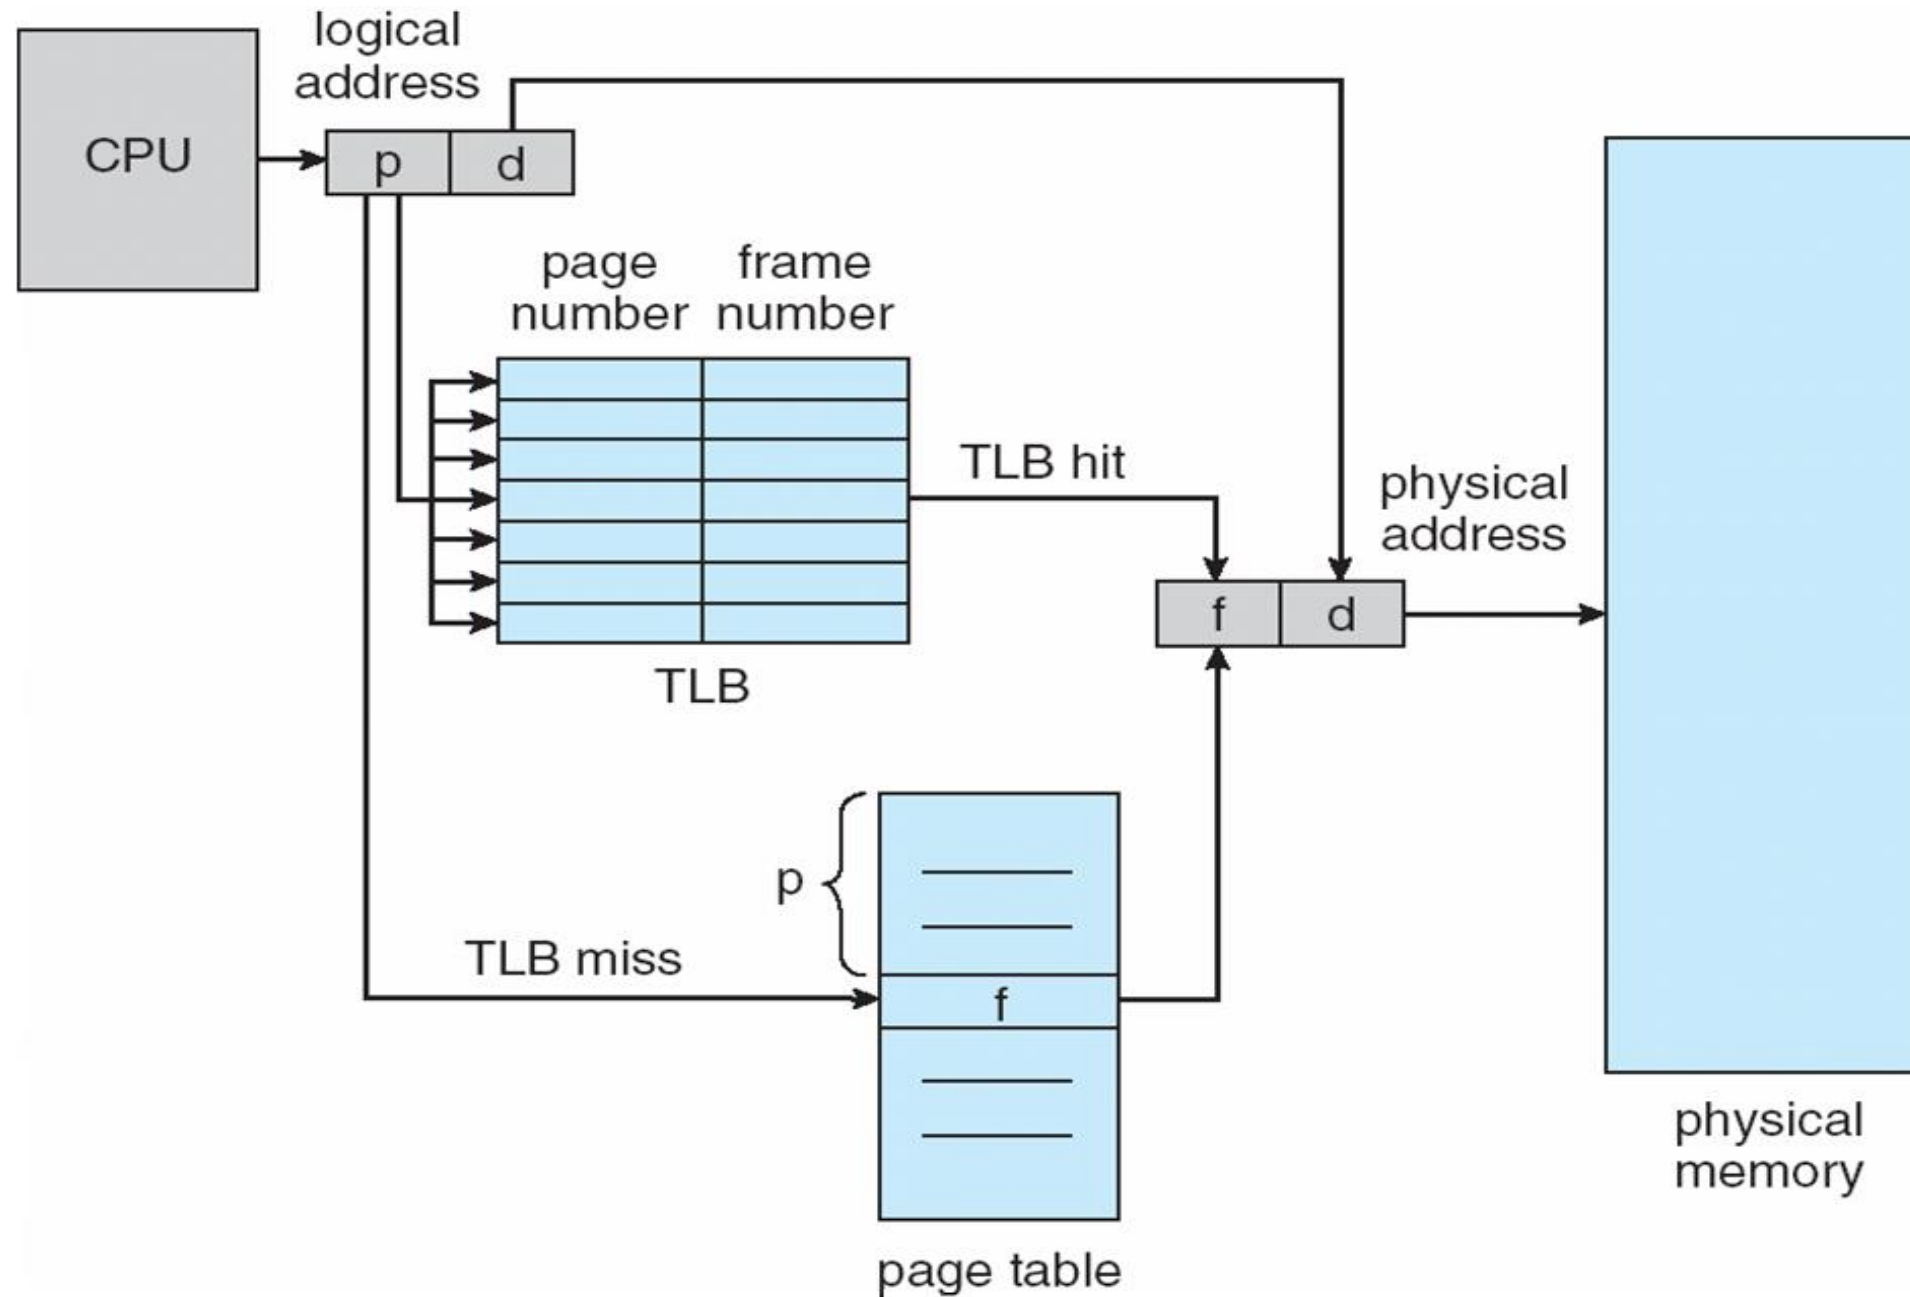 logical
address
CPU
p
d
page
number
frame
number
TLB hit
physical
address
f
d
TLB
p
TLB miss
f
physical
memory
page table